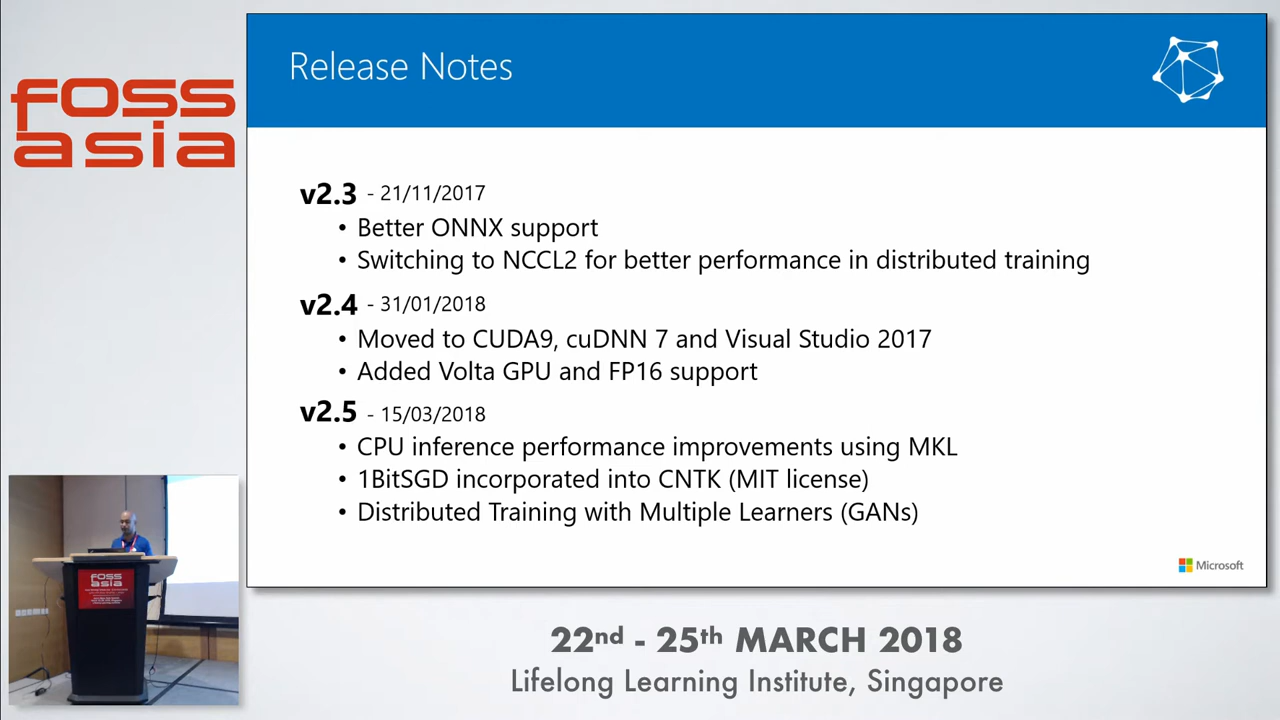 foss
asia
Release Notes
v2.3 - 21/11/2017
• Better ONNX support
• Switching to NCCL2 for better performance in distributed training
v2.4 - 31/01/2018
• Moved to CUDA9, cuDNN 7 and Visual Studio 2017
• Added Volta GPU and FP16 support
v2.5 - 15/03/2018
• CPU inference performance improvements using MKL
• 1BitSGD incorporated into CNTK (MIT license)
• Distributed Training with Multiple Learners (GANs)
Microsoft
foss
asia
22nd - 25th MARCH 2018
Lifelong Learning Institute, Singapore